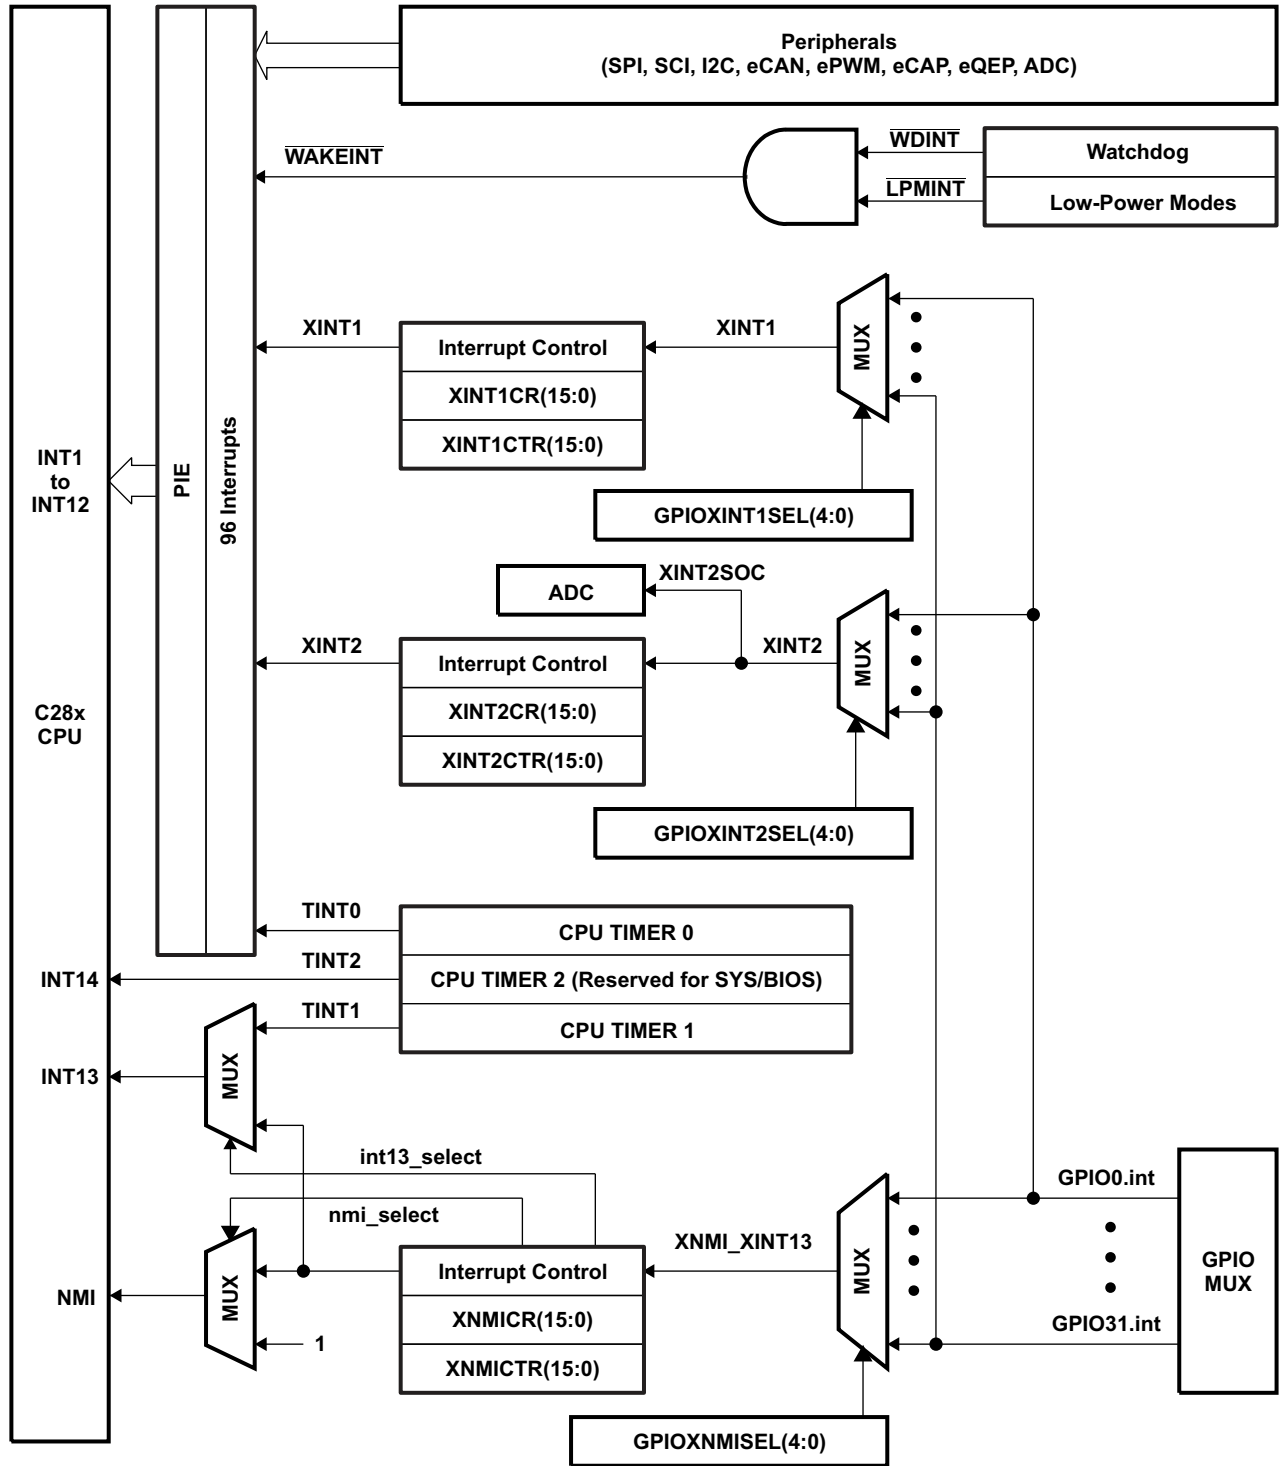 Peripherals
(SPI, SCI, I2C, eCAN, ePWM, eCAP, eQEP, ADC)
WDINT
Watchdog
WAKEINT
LPMINT
Low-Power Modes
XINT1
Interrupt Control
XINT1
MUX
XINT1CR(15:0)
XINT1CTR(15:0)
INT1
to
INT12
PIE
96 Interrupts
GPIOXINT1SEL(4:0)
XINT2SOC
ADC
XINT2
Interrupt Control
XINT2
MUX
C28x
CPU
XINT2CR(15:0)
XINT2CTR(15:0)
GPIOXINT2SEL(4:0)
TINT0
CPU TIMER 0
TINT2
INT14
CPU TIMER 2 (Reserved for SYS/BIOS)
TINT1
CPU TIMER 1
INT13
MUX
int13_select
GPIO0.int
nmi_select
XNMI_XINT13
MUX
Interrupt Control
GPIO
MUX
NMI
MUX
XNMICR(15:0)
GPIO31.int
1
XNMICTR(15:0)
GPIOXNMISEL(4:0)